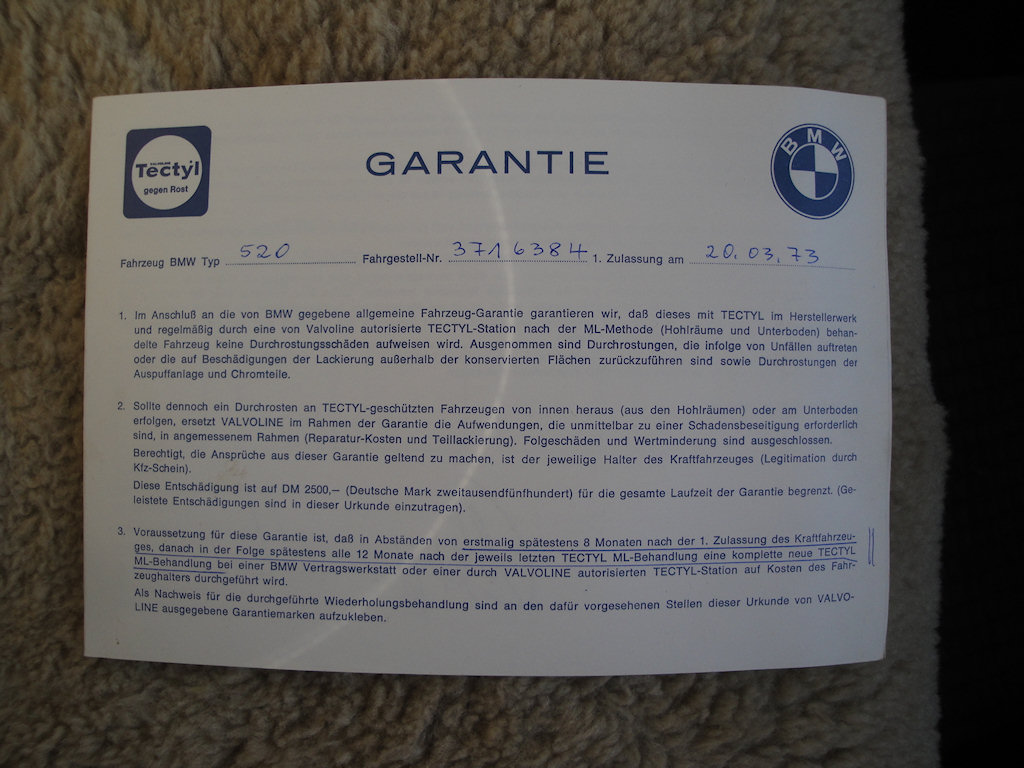 VALVOLINE
Tectyl
gegen Rost
GARANTIE
BMW
Fahrzeug BMW Typ 520 Fahrgestell-Nr. 3716384 1. Zulassung am 20.03.73
1. Im Anschluß an die von BMW gegebene allgemeine Fahrzeug-Garantie garantieren wir, daß dieses mit TECTYL im Herstellerwerk
und regelmäßig durch eine von Valvoline autorisierte TECTYL-Station nach der ML-Methode (Hohlräume und Unterboden) behan-
delte Fahrzeug keine Durchrostungsschäden aufweisen wird. Ausgenommen sind Durchrostungen, die infolge von Unfällen auftreten
oder die auf Beschädigungen der Lackierung außerhalb der konservierten Flächen zurückzuführen sind sowie Durchrostungen der
Auspuffanlage und Chromteile.
2. Sollte dennoch ein Durchrosten an TECTYL-geschützten Fahrzeugen von innen heraus (aus den Hohlräumen) oder am Unterboden
erfolgen, ersetzt VALVOLINE im Rahmen der Garantie die Aufwendungen, die unmittelbar zu einer Schadensbeseitigung erforderlich
sind, in angemessenem Rahmen (Reparatur-Kosten und Teillackierung). Folgeschäden und Wertminderung sind ausgeschlossen.
Berechtigt, die Ansprüche aus dieser Garantie geltend zu machen, ist der jeweilige Halter des Kraftfahrzeuges (Legitimation durch
Kfz-Schein).
Diese Entschädigung ist auf DM 2500,— (Deutsche Mark zweitausendfünfhundert) für die gesamte Laufzeit der Garantie begrenzt. (Ge-
leistete Entschädigungen sind in dieser Urkunde einzutragen).
3. Voraussetzung für diese Garantie ist, daß in Abständen von erstmalig spätestens 8 Monaten nach der 1. Zulassung des Kraftfahrzeu-
ges, danach in der Folge spätestens alle 12 Monate nach der jeweils letzten TECTYL ML-Behandlung eine komplette neue TECTYL
ML-Behandlung bei einer BMW Vertragswerkstatt oder einer durch VALVOLINE autorisierten TECTYL-Station auf Kosten des Fahr-
zeughalters durchgeführt wird.
Als Nachweis für die durchgeführte Wiederholungsbehandlung sind an den dafür vorgesehenen Stellen dieser Urkunde von VALVO-
LINE ausgegebene Garantiemarken aufzukleben.